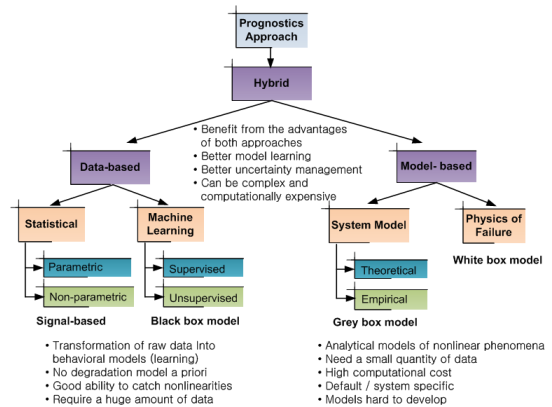 Prognostics
Approach
Hybrid
• Benefit from the advantages
of both approaches
• Better model learning
• Better uncertainty management
• Can be complex and
computationally expensive
Data-based
Model- based
Statistical
Machine
Learning
System Model
Physics of
Failure
White box model
Parametric
Supervised
Theoretical
Non-parametric
Unsupervised
Empirical
Signal-based
Black box model
Grey box model
• Transformation of raw data Into
behavioral models (learning)
• No degradation model a priori
• Good ability to catch nonlinearities
• Require a huge amount of data
• Analytical models of nonlinear phenomena
• Need a small quantity of data
• High computational cost
• Default / system specific
• Models hard to develop